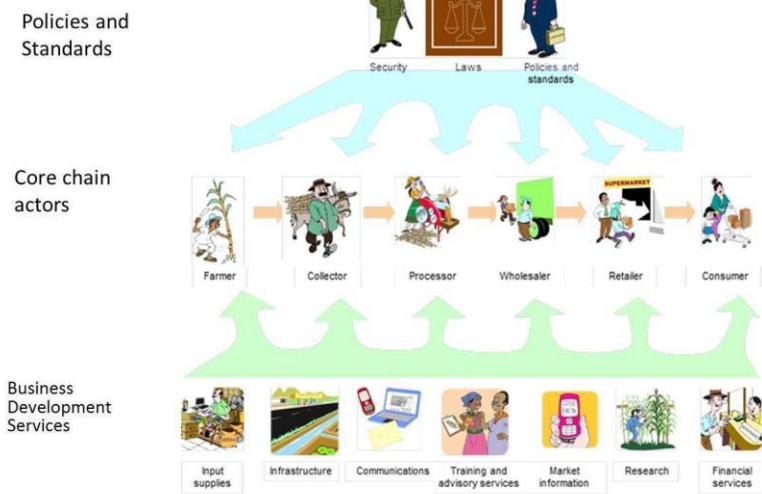 Policies and
Standards
Security
Laws
Policies and
standards
Core chain
actors
SUPERMARKET
Farmer
Collector
Processor
Wholesaler
Retailer
Consumer
Business
Development
Services
Input
supplies
Infrastructure
Communications
Training and
advisory services
Market
information
Research
Financial
services